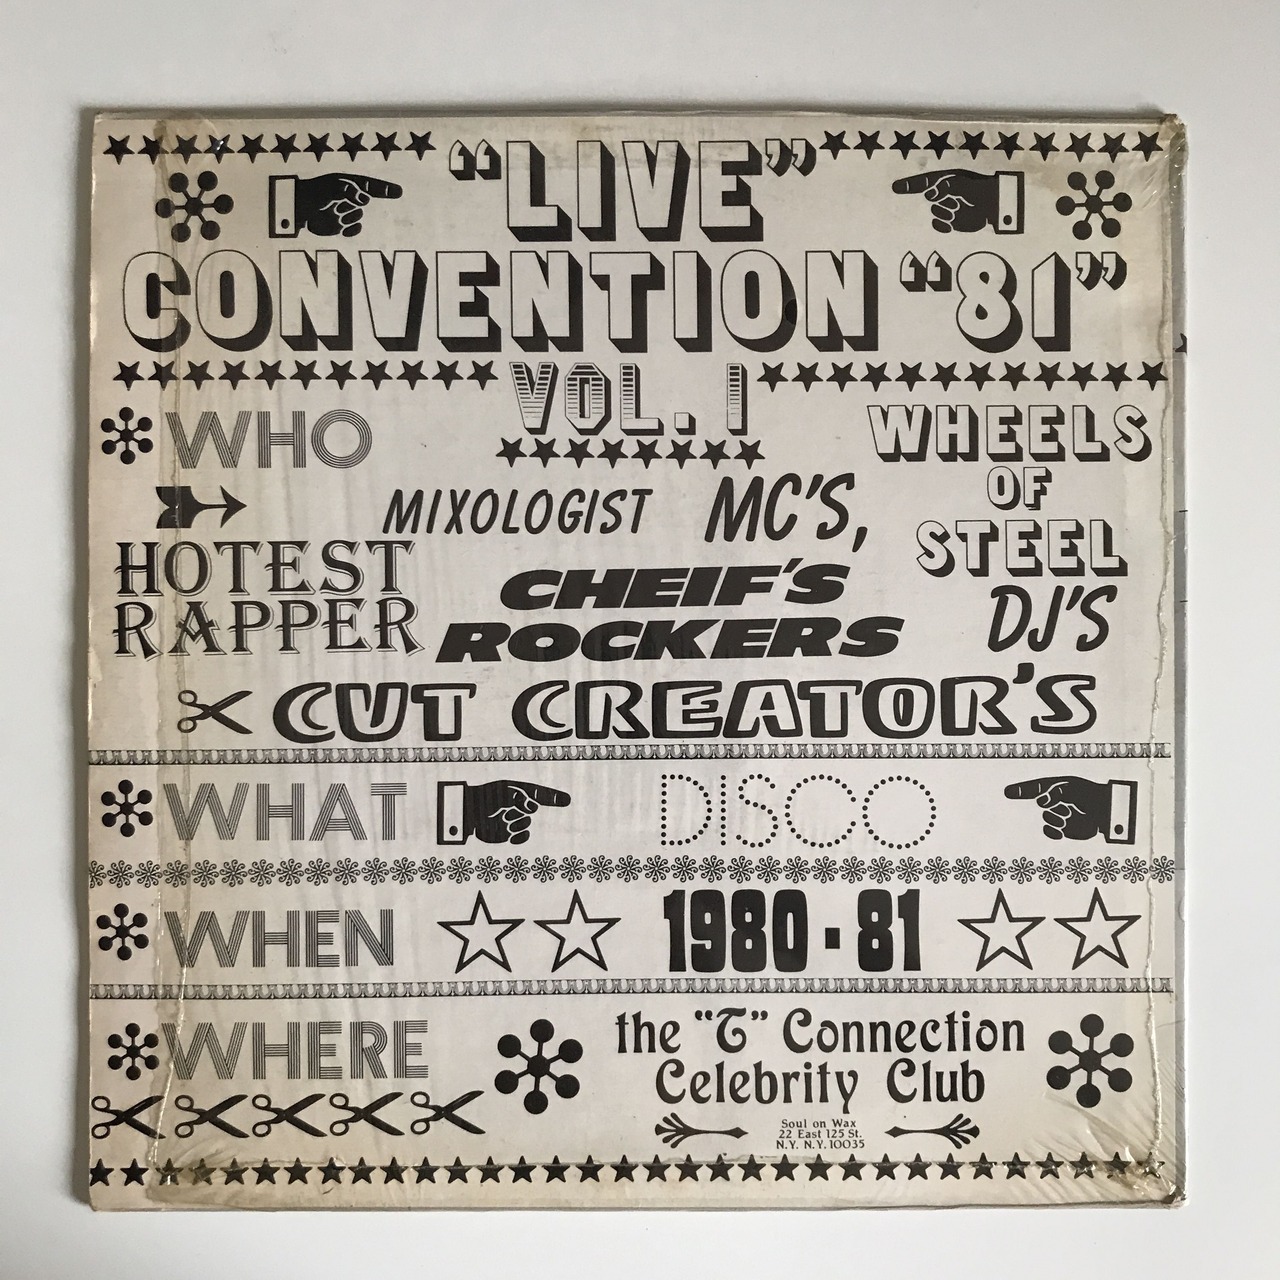 “LIVE”
CONVENTION “81”
VOL. I
WHO
MIXOLOGIST MC'S,
WHEELS
OF
STEEL
DJ'S
HOTEST
RAPPER
CHEIF'S
ROCKERS
CUT CREATOR'S
WHAT DISCO
WHEN 1980-81
WHERE the “T” Connection
Celebrity Club
Soul on Wax
22 East 125 St.
N.Y. N.Y. 10035